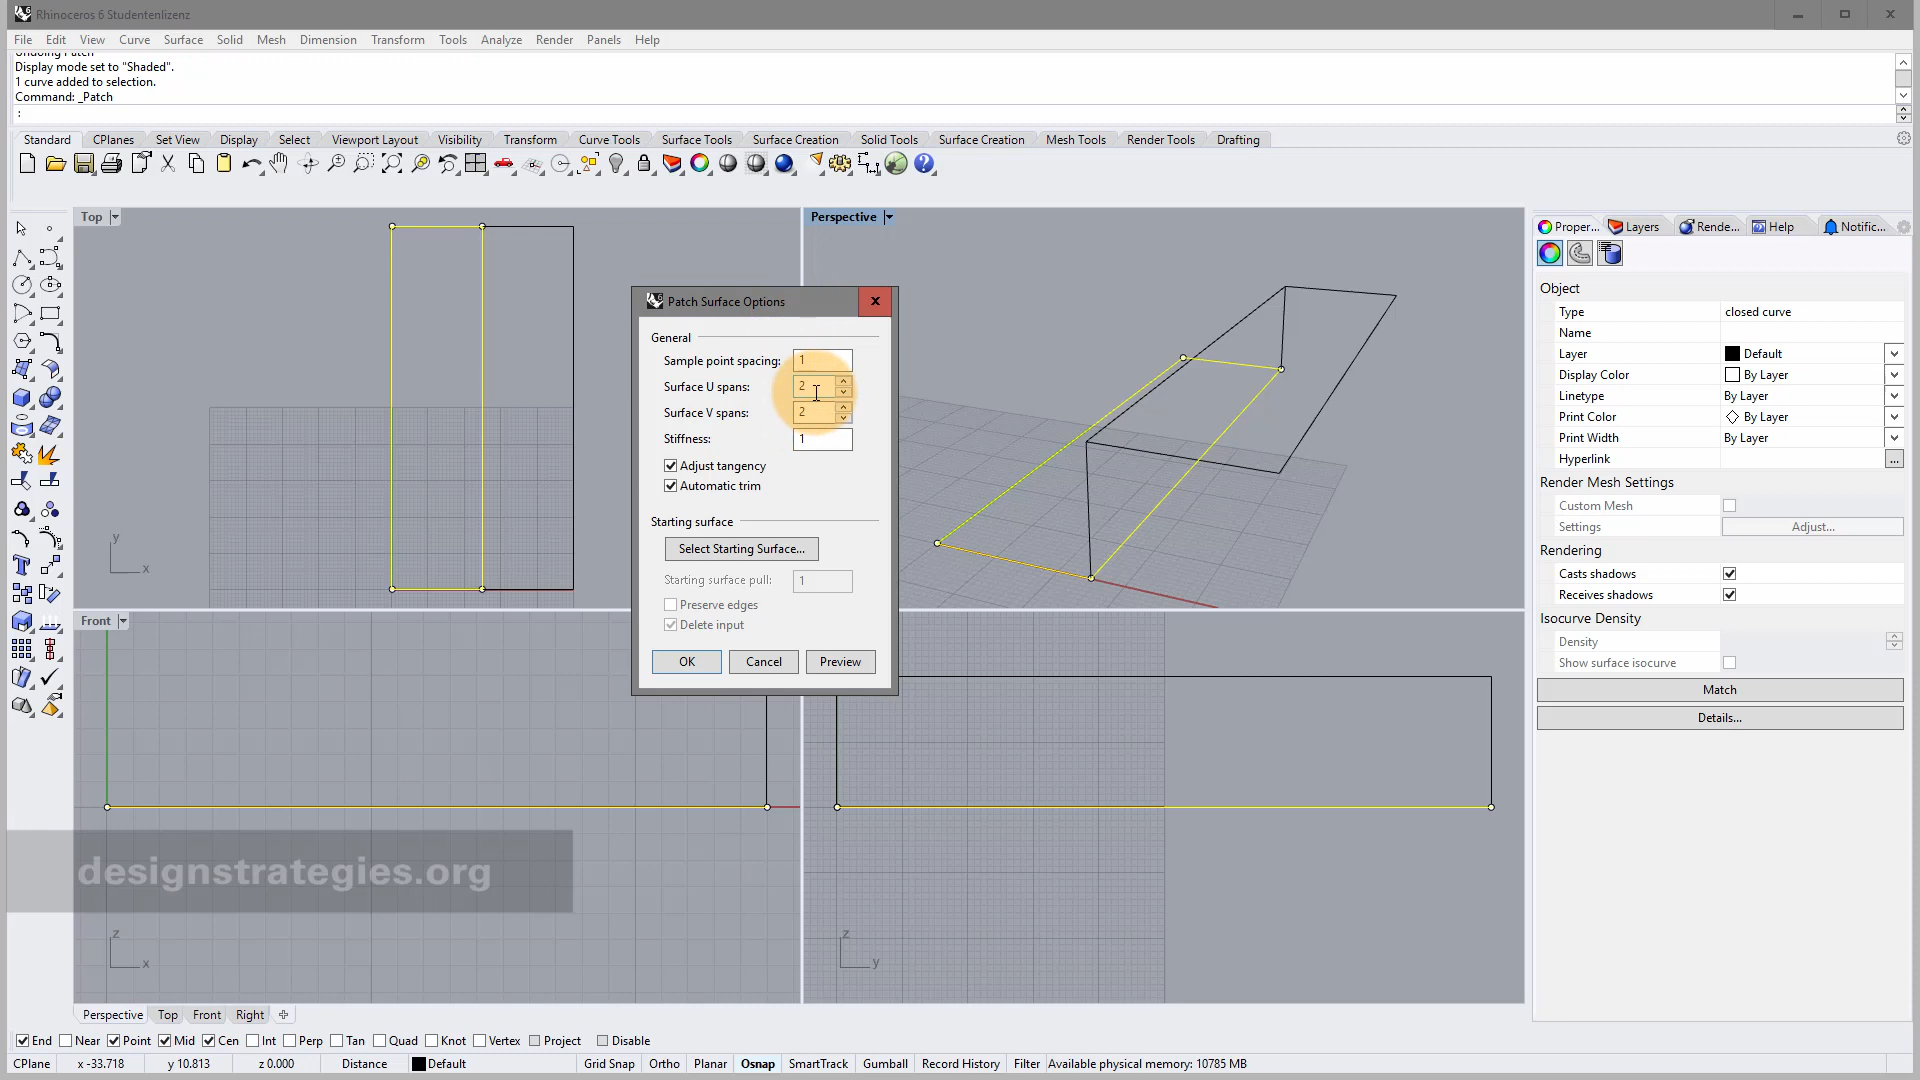 Rhinoceros 6 Studentenlizenz
File Edit View Curve Surface Solid Mesh Dimension Transform Tools Analyze Render Panels Help
Undoing Patch
Display mode set to "Shaded".
1 curve added to selection.
Command: _Patch
:
Standard CPlanes Set View Display Select Viewport Layout Visibility Transform Curve Tools Surface Tools Surface Creation Solid Tools Surface Creation Mesh Tools Render Tools Drafting
Top
Perspective
Proper... Layers Rende... Help Notific...
Object
Type closed curve
Name
Layer Default
Display Color By Layer
Linetype By Layer
Print Color By Layer
Print Width By Layer
Hyperlink ...
Render Mesh Settings
Custom Mesh
Settings Adjust...
Rendering
Casts shadows
Receives shadows
Isocurve Density
Density
Show surface isocurve
Match
Details...
Patch Surface Options
General
Sample point spacing: 1
Surface U spans: 2
Surface V spans: 2
Stiffness: 1
Adjust tangency
Automatic trim
Starting surface
Select Starting Surface...
Starting surface pull: 1
Preserve edges
Delete input
OK Cancel Preview
y
x
Front
designstrategies.org
z
x
z
y
Perspective Top Front Right
End Near Point Mid Cen Int Perp Tan Quad Knot Vertex Project Disable
CPlane x -33.718 y 10.813 z 0.000 Distance Default Grid Snap Ortho Planar Osnap SmartTrack Gumball Record History Filter Available physical memory: 10785 MB